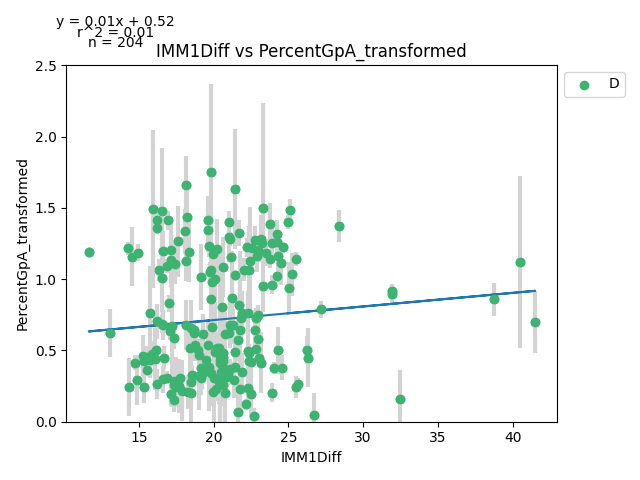 y = 0.01x + 0.52
r^2 = 0.01
n = 204
IMM1Diff vs PercentGpA_transformed
D
PercentGpA_transformed
2.5
2.0
1.5
1.0
0.5
0.0
15 20 25 30 35 40
IMM1Diff